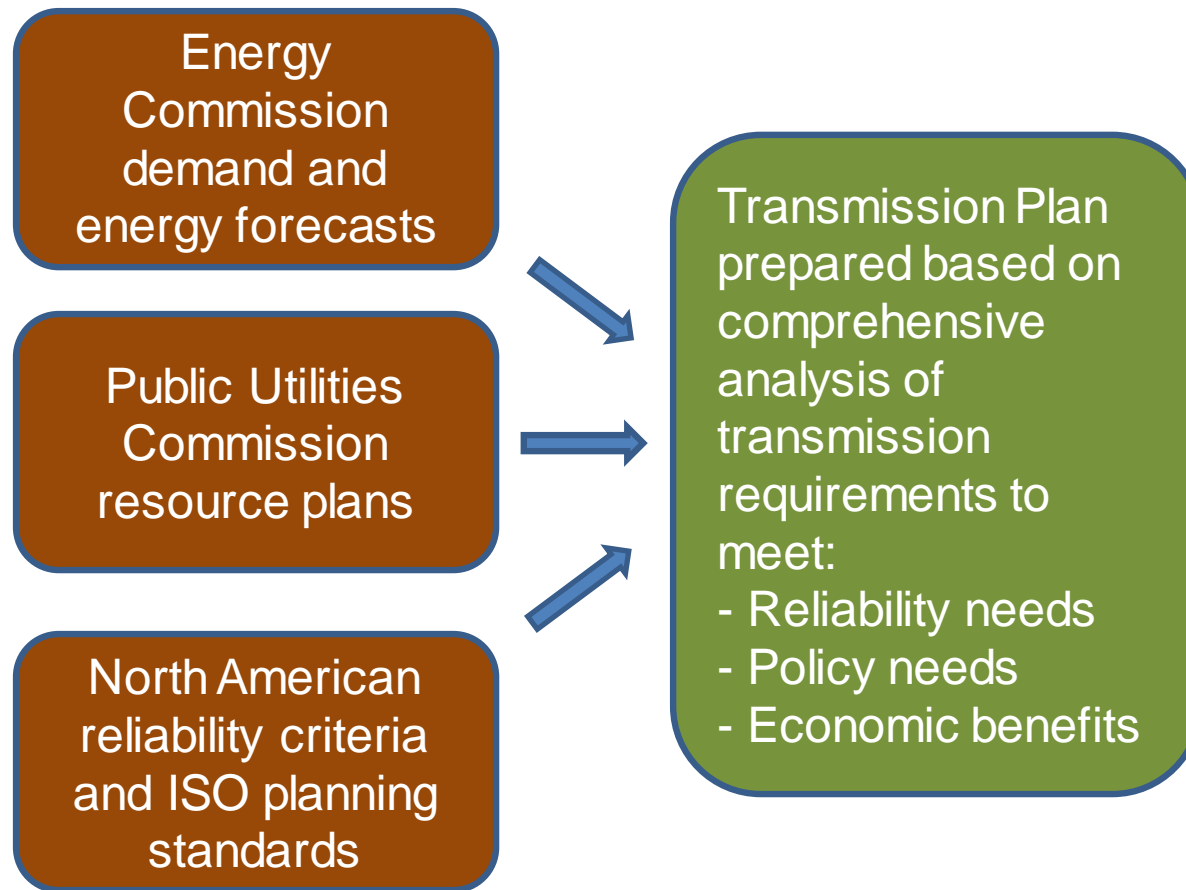 Energy
Commission
demand and
energy forecasts
Public Utilities
Commission
resource plans
North American
reliability criteria
and ISO planning
standards
Transmission Plan
prepared based on
comprehensive
analysis of
transmission
requirements to
meet:
- Reliability needs
- Policy needs
- Economic benefits